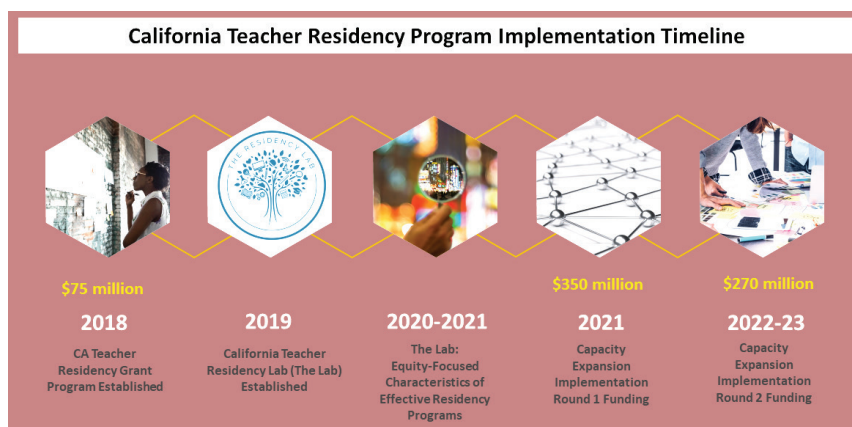 California Teacher Residency Program Implementation Timeline
THE RESIDENCY LAB
$75 million
2018
CA Teacher
Residency Grant
Program Established
2019
California Teacher
Residency Lab (The Lab)
Established
2020-2021
The Lab:
Equity-Focused
Characteristics of
Effective Residency
Programs
$350 million
2021
Capacity
Expansion
Implementation
Round 1 Funding
$270 million
2022-23
Capacity
Expansion
Implementation
Round 2 Funding